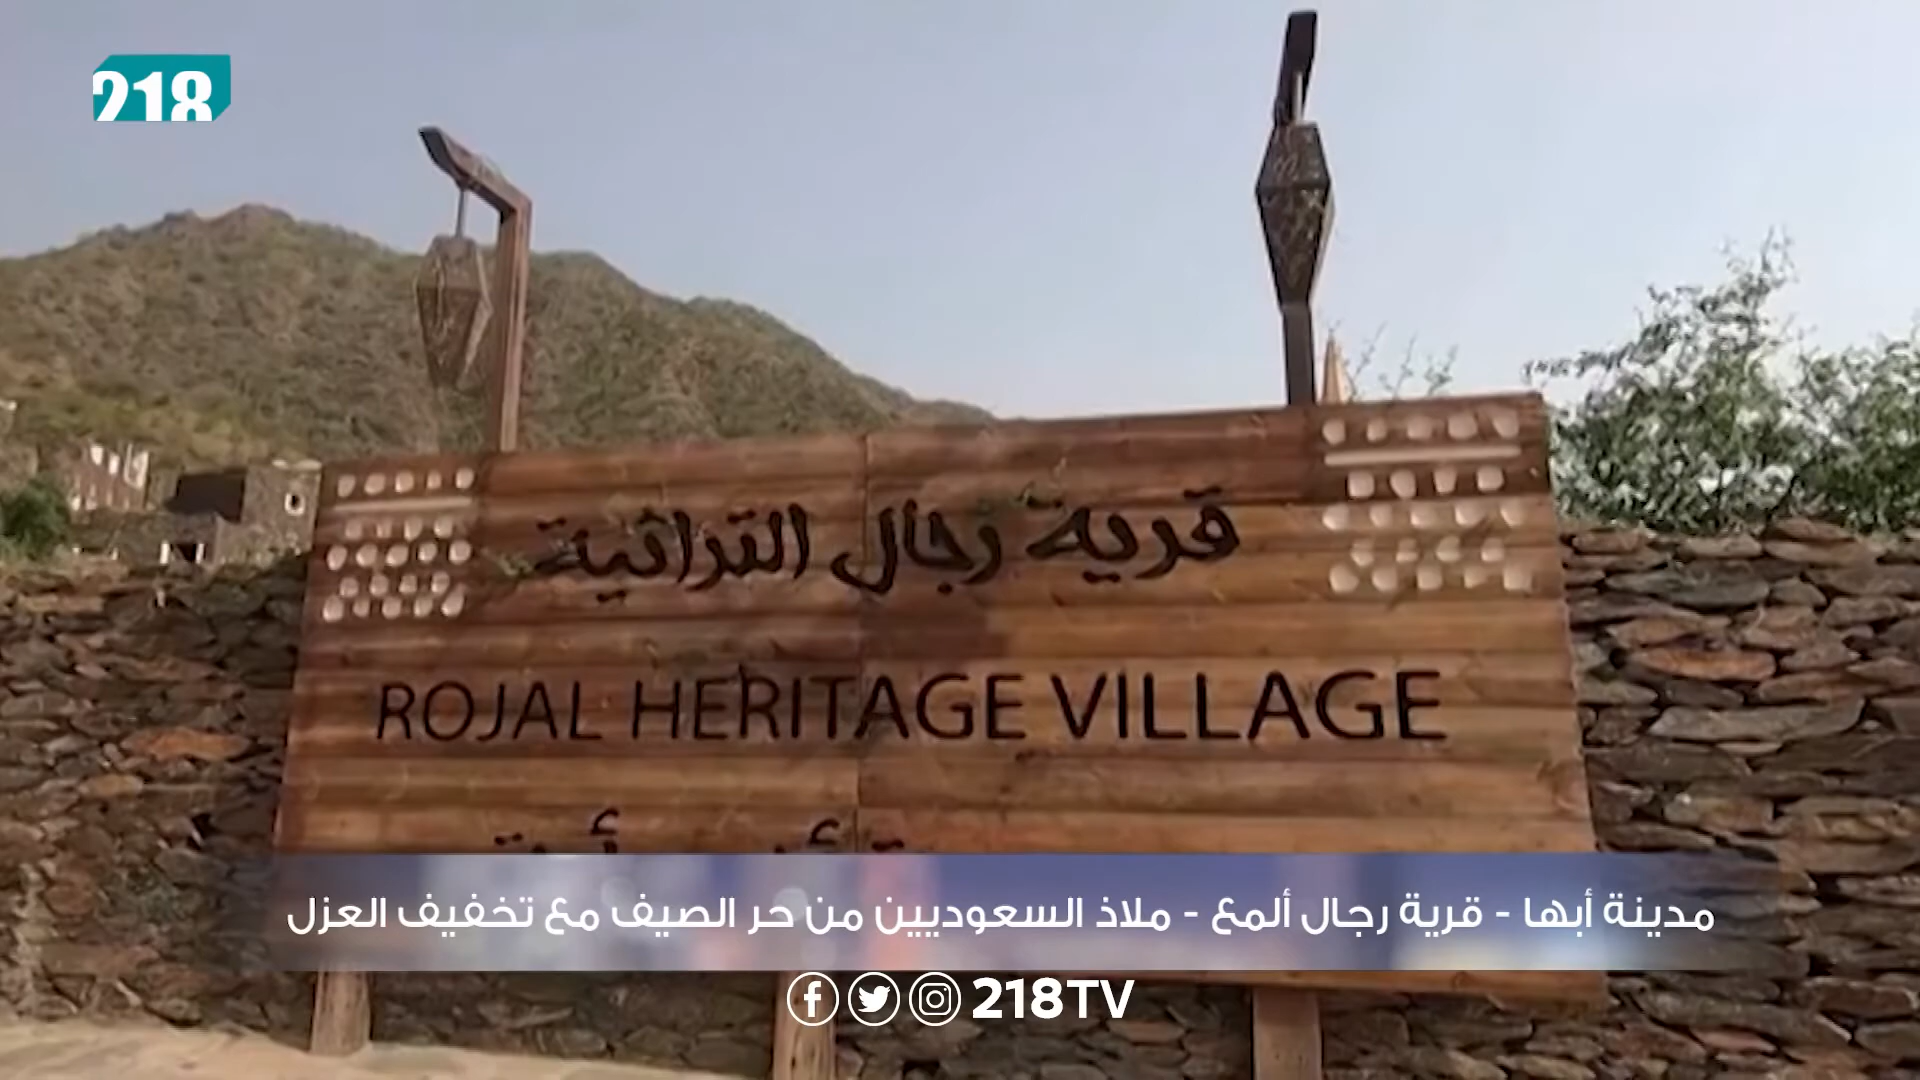 218
قرية رجال التراثية
ROJAL HERITAGE VILLAGE
مدينة أبها - قرية رجال ألمع - ملاذ السعوديين من حر الصيف مع تخفيف العزل
218TV